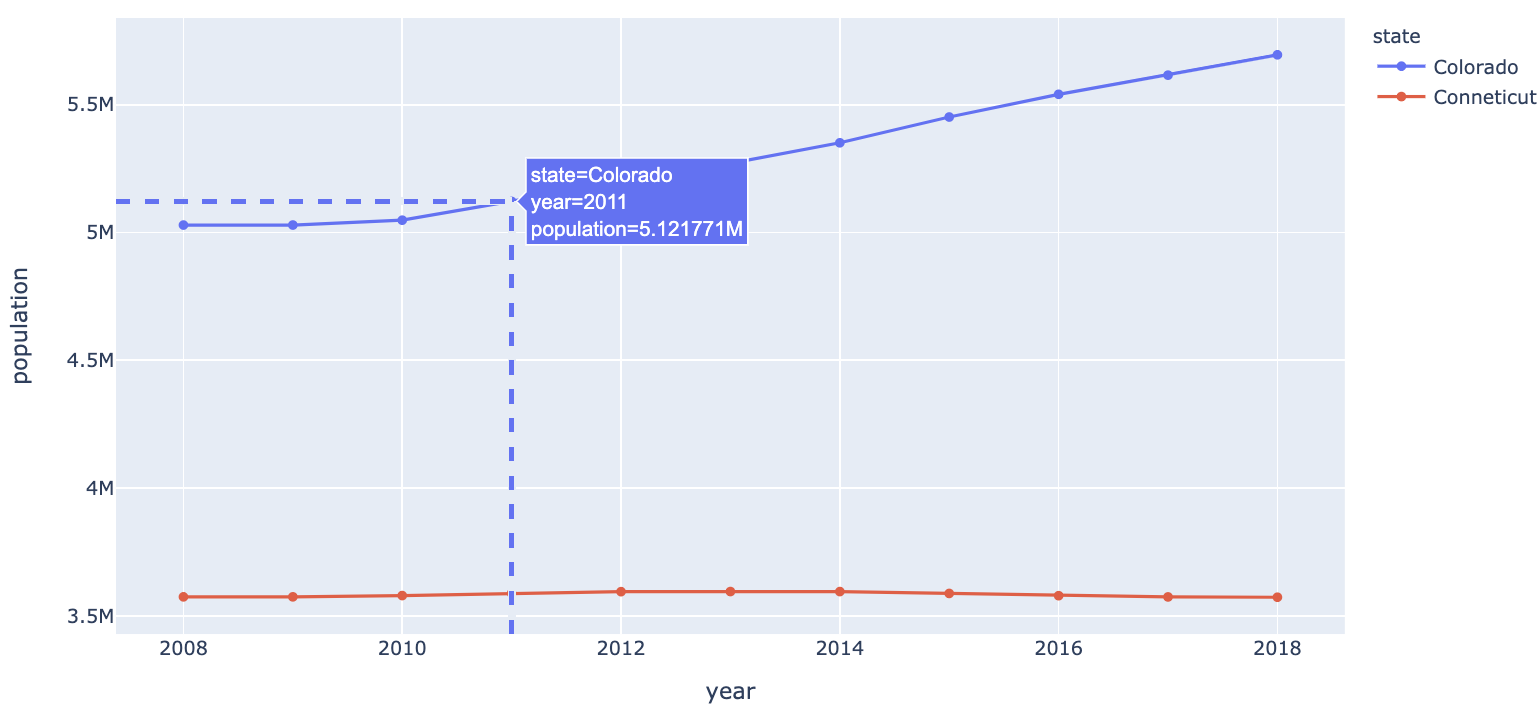 state
Colorado
Conneticut
5.5M
5M
4.5M
4M
3.5M
population
state=Colorado
year=2011
population=5.121771M
2008 2010 2012 2014 2016 2018
year